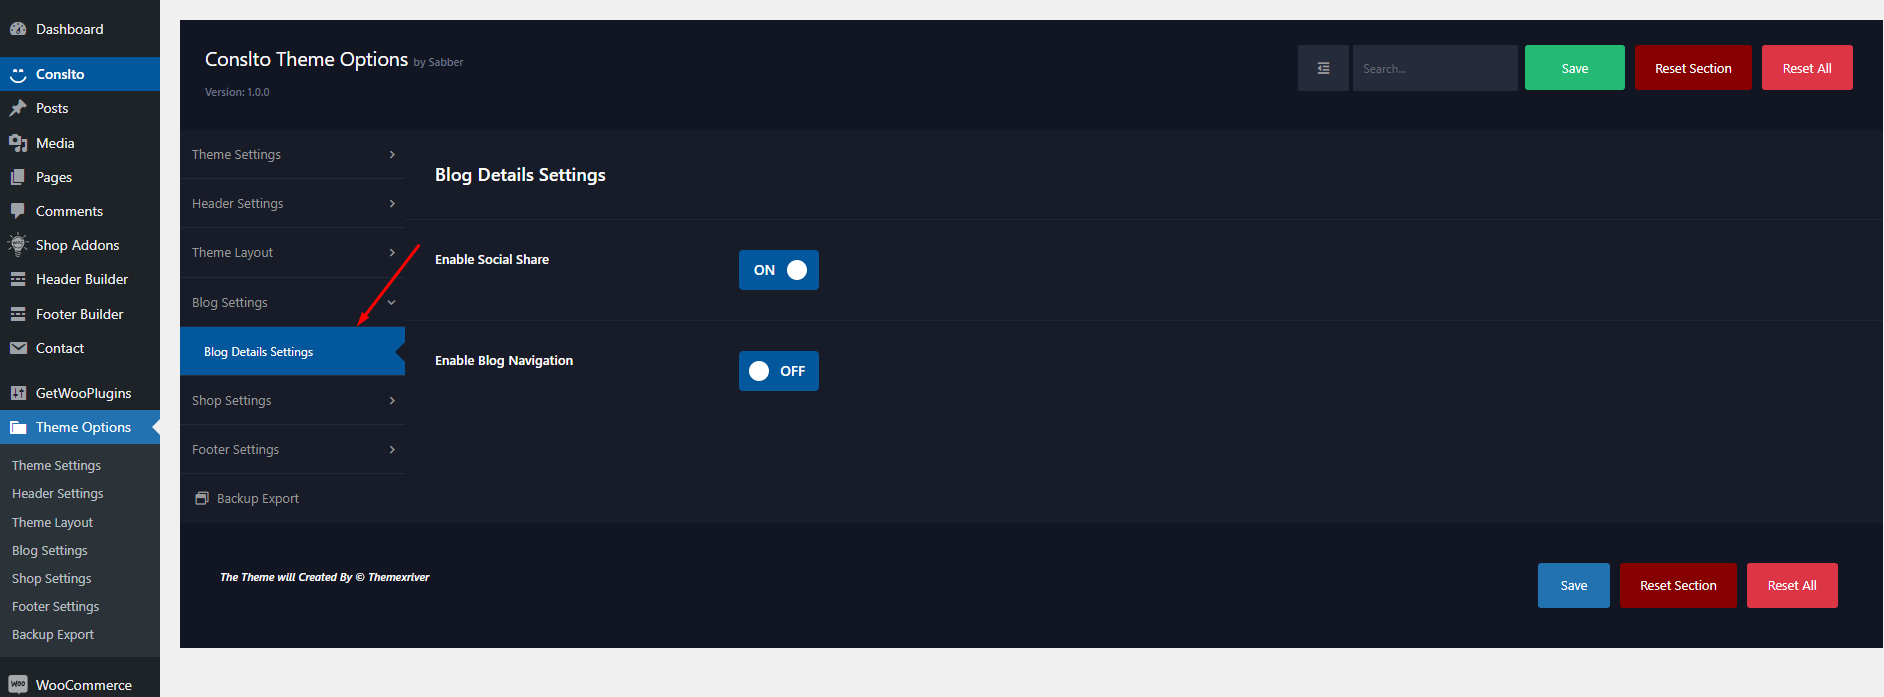 Dashboard
Conslto
Posts
Media
Pages
Comments
Shop Addons
Header Builder
Footer Builder
Contact
GetWooPlugins
Theme Options
Theme Settings
Header Settings
Theme Layout
Blog Settings
Shop Settings
Footer Settings
Backup Export
WooCommerce
Conslto Theme Options by Sabber
Version: 1.0.0
Search...
Save
Reset Section
Reset All
Theme Settings
Header Settings
Theme Layout
Blog Settings
Blog Details Settings
Shop Settings
Footer Settings
Backup Export
Blog Details Settings
Enable Social Share
ON
Enable Blog Navigation
OFF
The Theme will Created By © Themexriver
Save
Reset Section
Reset All